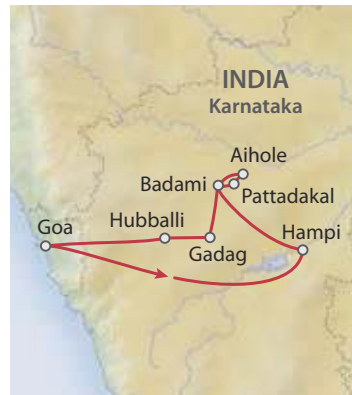 INDIA
Karnataka
Aihole
Badami
Pattadakal
Goa
Hubballi
Gadag
Hampi